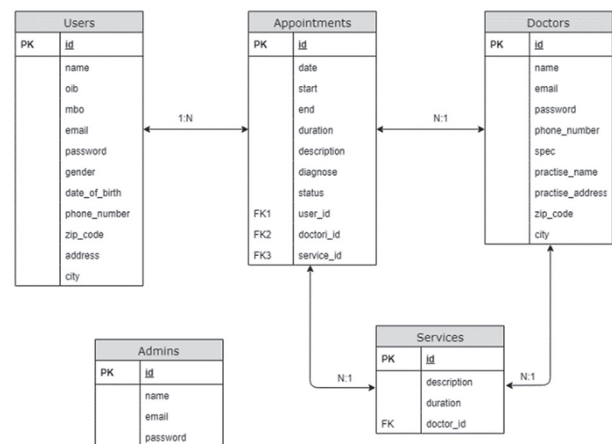 Users
PK id
name
oib
mbo
email
password
gender
date_of_birth
phone_number
zip_code
address
city
1:N
Appointments
PK id
date
start
end
duration
description
diagnose
status
FK1 user_id
FK2 doctori_id
FK3 service_id
N:1
Doctors
PK id
name
email
password
phone_number
spec
practise_name
practise_address
zip_code
city
Admins
PK id
name
email
password
N:1
Services
PK id
description
duration
FK doctor_id
N:1